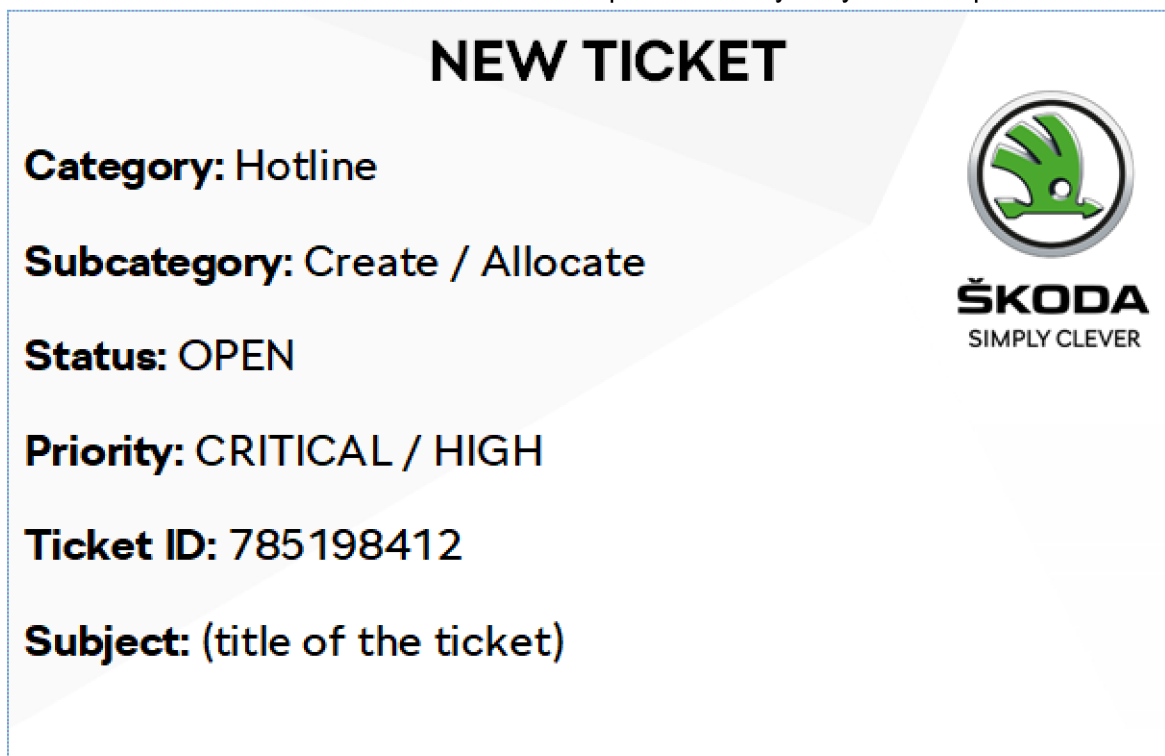 NEW TICKET
Category: Hotline
Subcategory: Create / Allocate
Status: OPEN
Priority: CRITICAL / HIGH
Ticket ID: 785198412
Subject: (title of the ticket)
ŠKODA
SIMPLY CLEVER